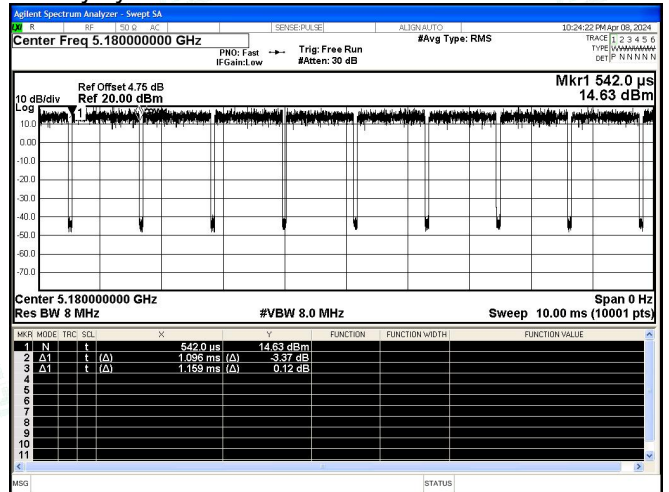 Agilent Spectrum Analyzer - Swept SA
R RF 50 Ω AC SENSE:PULSE ALIGN AUTO 10:24:22 PM Apr 08, 2024
Center Freq 5.180000000 GHz #Avg Type: RMS TRACE 1 2 3 4 5 6
PNO: Fast Trig: Free Run TYPE
IFGain:Low #Atten: 30 dB DET P N N N N N
Mkr1 542.0 µs
14.63 dBm
Ref Offset 4.75 dB
10 dB/div Ref 20.00 dBm
Log
1
10.0
0.00
-10.0
-20.0
-30.0
-40.0
-50.0
-60.0
-70.0
Center 5.180000000 GHz Span 0 Hz
Res BW 8 MHz #VBW 8.0 MHz Sweep 10.00 ms (10001 pts)
MKR MODE TRC SCL X Y FUNCTION FUNCTION WIDTH FUNCTION VALUE
1 N t 542.0 µs 14.63 dBm
2 Δ1 t (Δ) 1.096 ms (Δ) -3.37 dB
3 Δ1 t (Δ) 1.159 ms (Δ) 0.12 dB
4
5
6
7
8
9
10
11
MSG STATUS